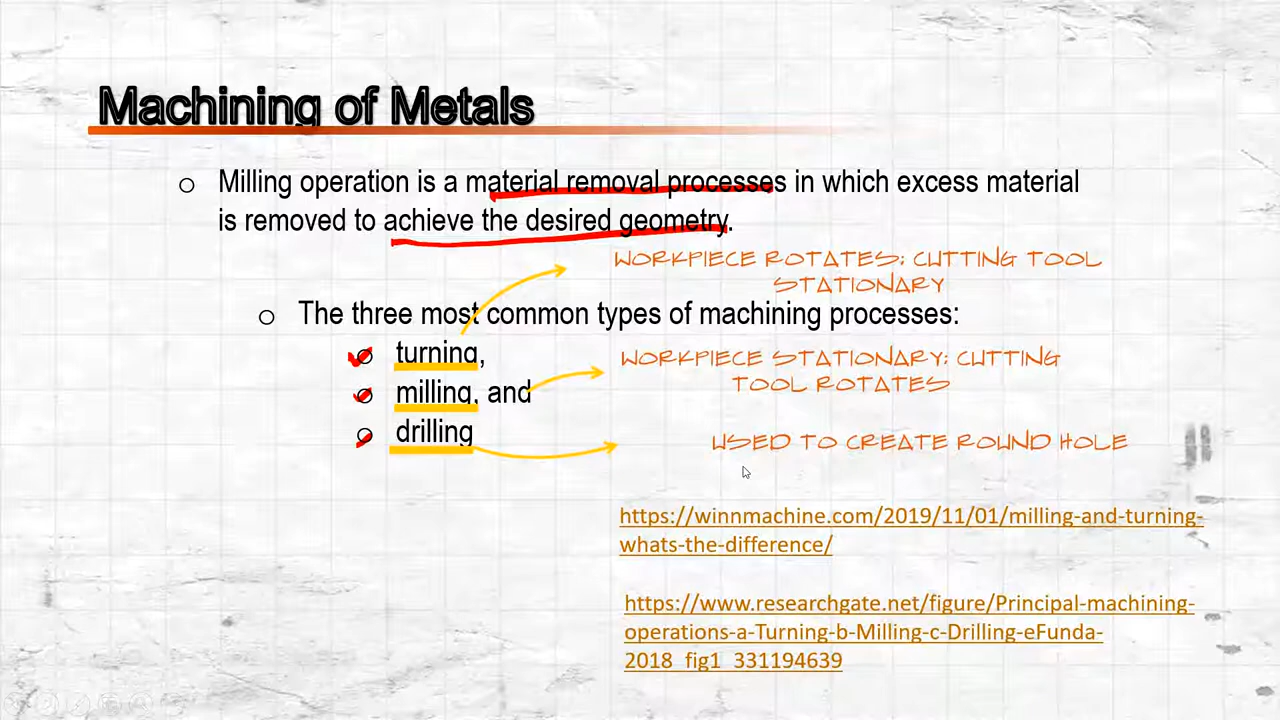 Machining of Metals
Milling operation is a material removal processes in which excess material
is removed to achieve the desired geometry.
WORKPIECE ROTATES; CUTTING TOOL
STATIONARY
The three most common types of machining processes:
turning,
WORKPIECE STATIONARY; CUTTING
TOOL ROTATES
milling, and
drilling
USED TO CREATE ROUND HOLE
https://winnmachine.com/2019/11/01/milling-and-turning-
whats-the-difference/
https://www.researchgate.net/figure/Principal-machining-
operations-a-Turning-b-Milling-c-Drilling-eFunda-
2018_fig1_331194639